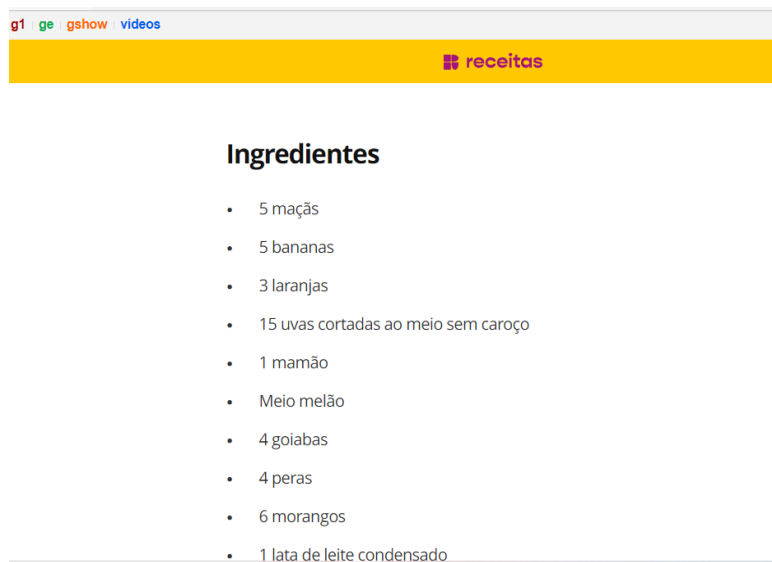 g1 ge gshow videos
receitas
Ingredientes
• 5 maçãs
• 5 bananas
• 3 laranjas
• 15 uvas cortadas ao meio sem caroço
• 1 mamão
• Meio melão
• 4 goiabas
• 4 peras
• 6 morangos
• 1 lata de leite condensado